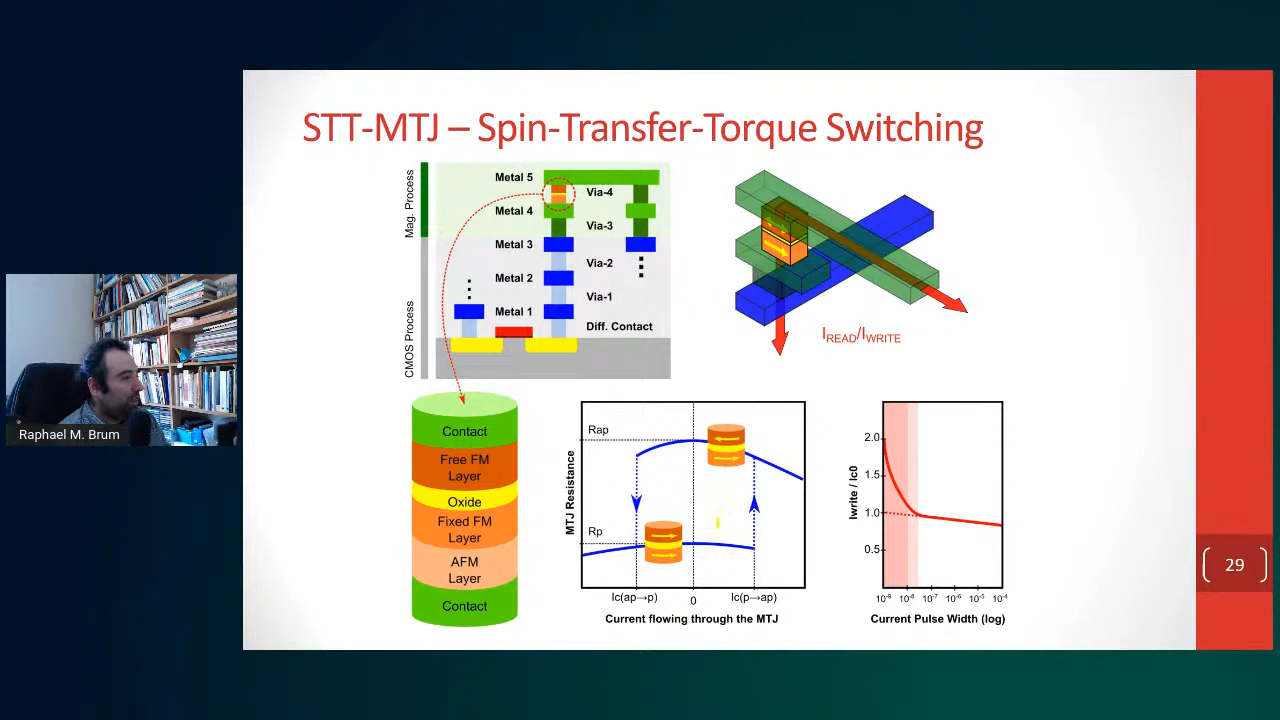 STT-MTJ – Spin-Transfer-Torque Switching
Mag. Process
CMOS Process
Metal 5
Via-4
Metal 4
Via-3
Metal 3
Via-2
Metal 2
Via-1
Metal 1
Diff. Contact
IREAD/IWRITE
Raphael M. Brum
Contact
Free FM
Layer
Oxide
Fixed FM
Layer
AFM
Layer
Contact
MTJ Resistance
Rap
Rp
Ic(ap→p)
0
Ic(p→ap)
Current flowing through the MTJ
Iwrite / Ic0
2.0
1.5
1.0
0.5
10⁻⁹ 10⁻⁸ 10⁻⁷ 10⁻⁶ 10⁻⁵ 10⁻⁴
Current Pulse Width (log)
29